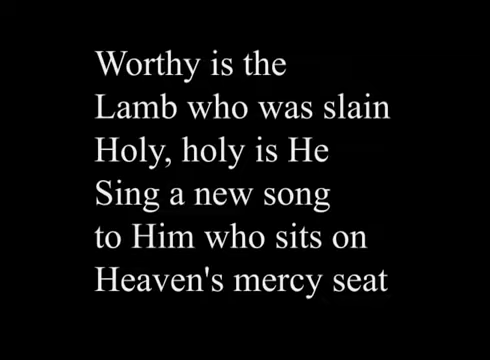 Worthy is the
Lamb who was slain
Holy, holy is He
Sing a new song
to Him who sits on
Heaven's mercy seat